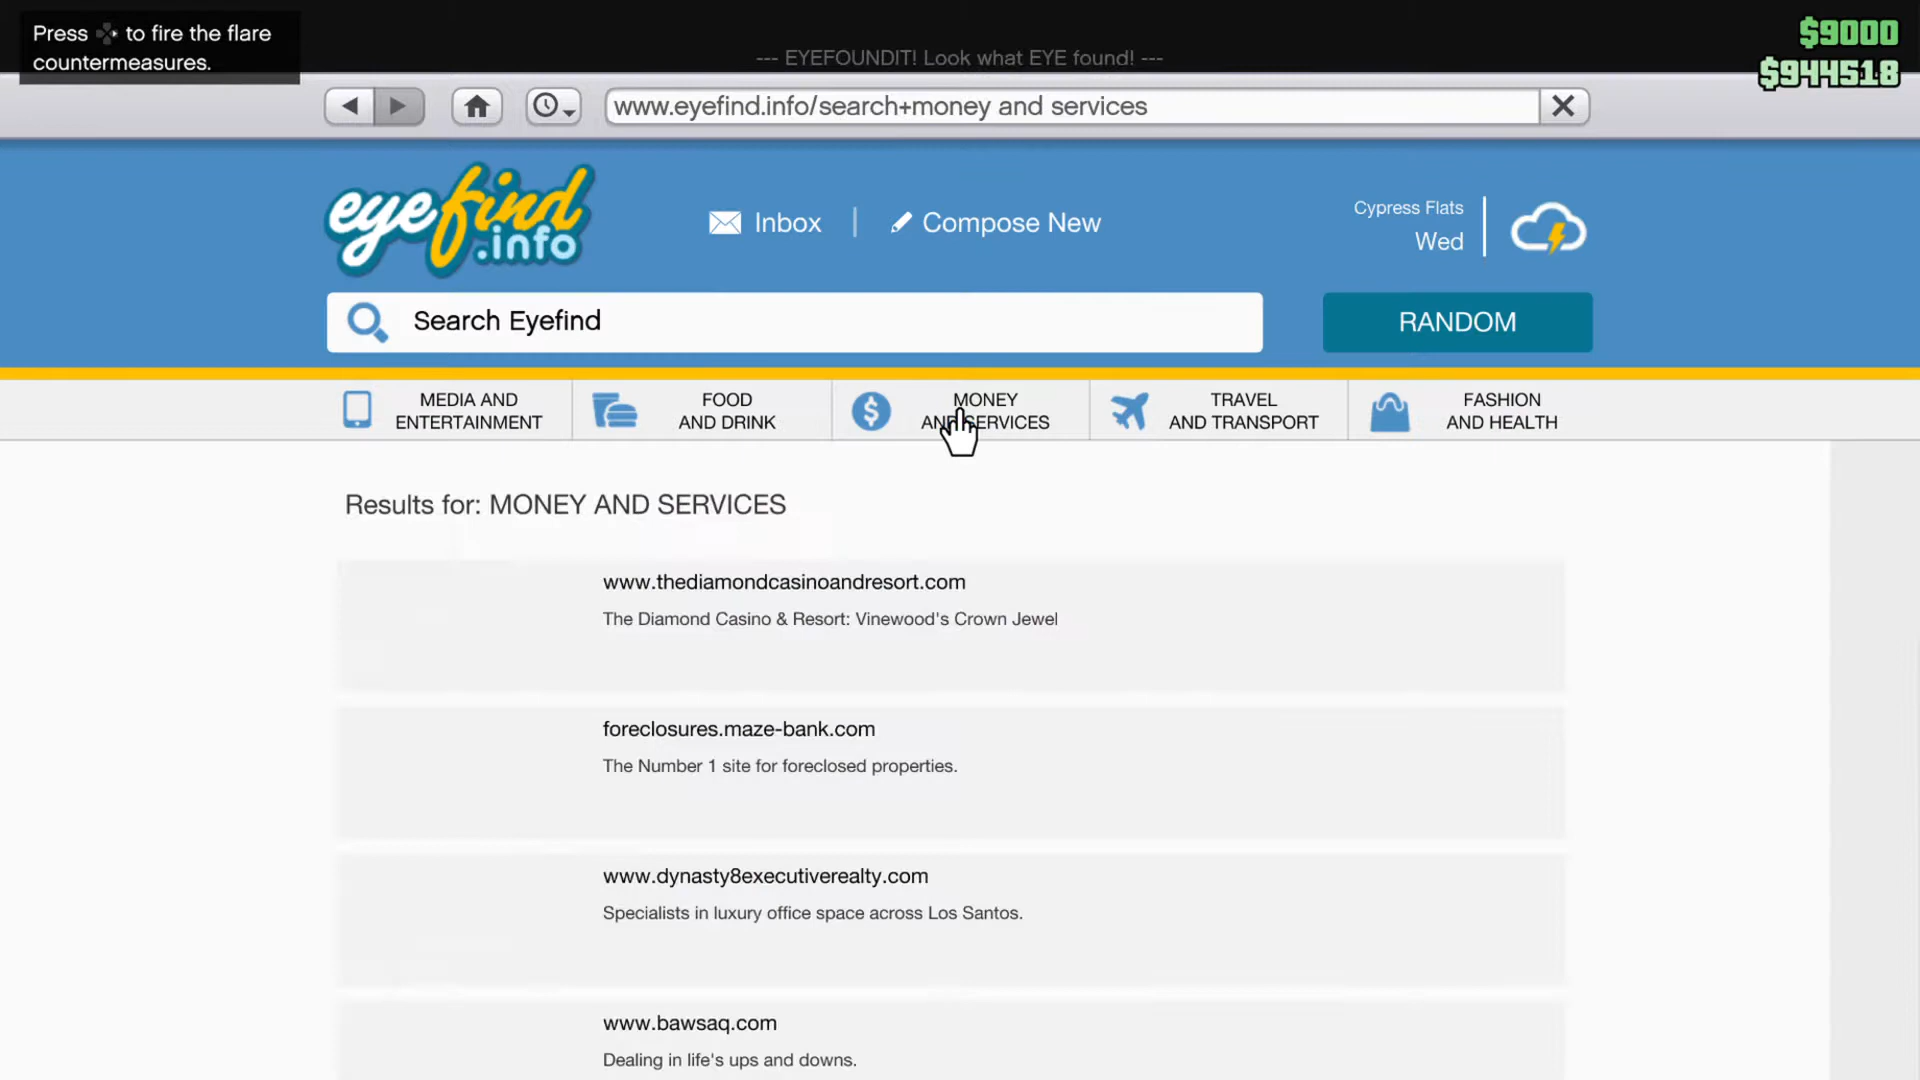 Press to fire the flare
countermeasures.
$9000
$944518
--- EYEFOUNDIT! Look what EYE found! ---
www.eyefind.info/search+money and services
eyefind
.info
Inbox
Compose New
Cypress Flats
Wed
Search Eyefind
RANDOM
MEDIA AND
ENTERTAINMENT
FOOD
AND DRINK
MONEY
AND SERVICES
TRAVEL
AND TRANSPORT
FASHION
AND HEALTH
Results for: MONEY AND SERVICES
www.thediamondcasinoandresort.com
The Diamond Casino & Resort: Vinewood's Crown Jewel
foreclosures.maze-bank.com
The Number 1 site for foreclosed properties.
www.dynasty8executiverealty.com
Specialists in luxury office space across Los Santos.
www.bawsaq.com
Dealing in life's ups and downs.